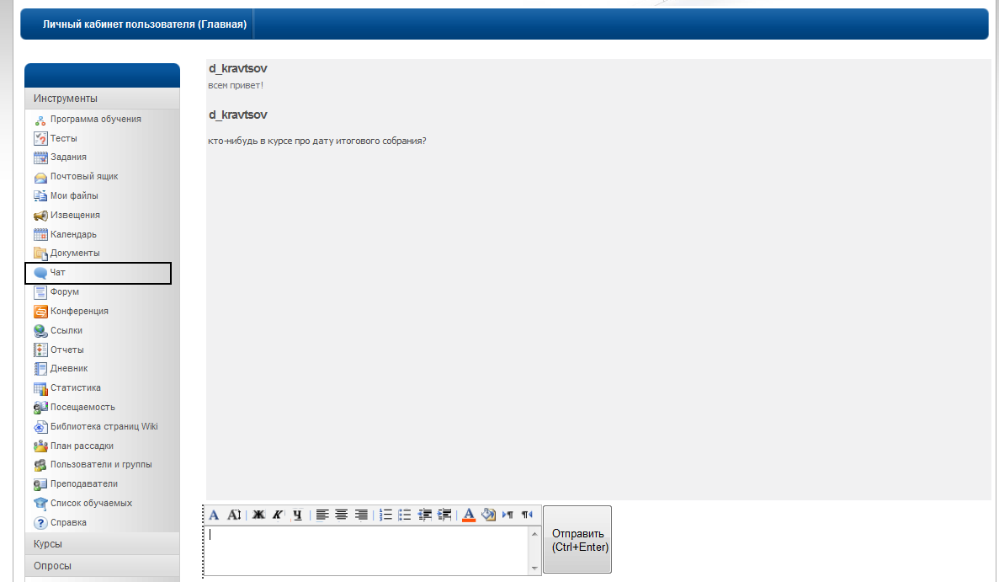 Личный кабинет пользователя (Главная)
Инструменты
Программа обучения
Тесты
Задания
Почтовый ящик
Мои файлы
Извещения
Календарь
Документы
Чат
Форум
Конференция
Ссылки
Отчеты
Дневник
Статистика
Посещаемость
Библиотека страниц Wiki
План рассадки
Пользователи и группы
Преподаватели
Список обучаемых
Справка
Курсы
Опросы
d_kravtsov
всем привет!
d_kravtsov
кто-нибудь в курсе про дату итогового собрания?
Ж К Ч
Отправить
(Ctrl+Enter)